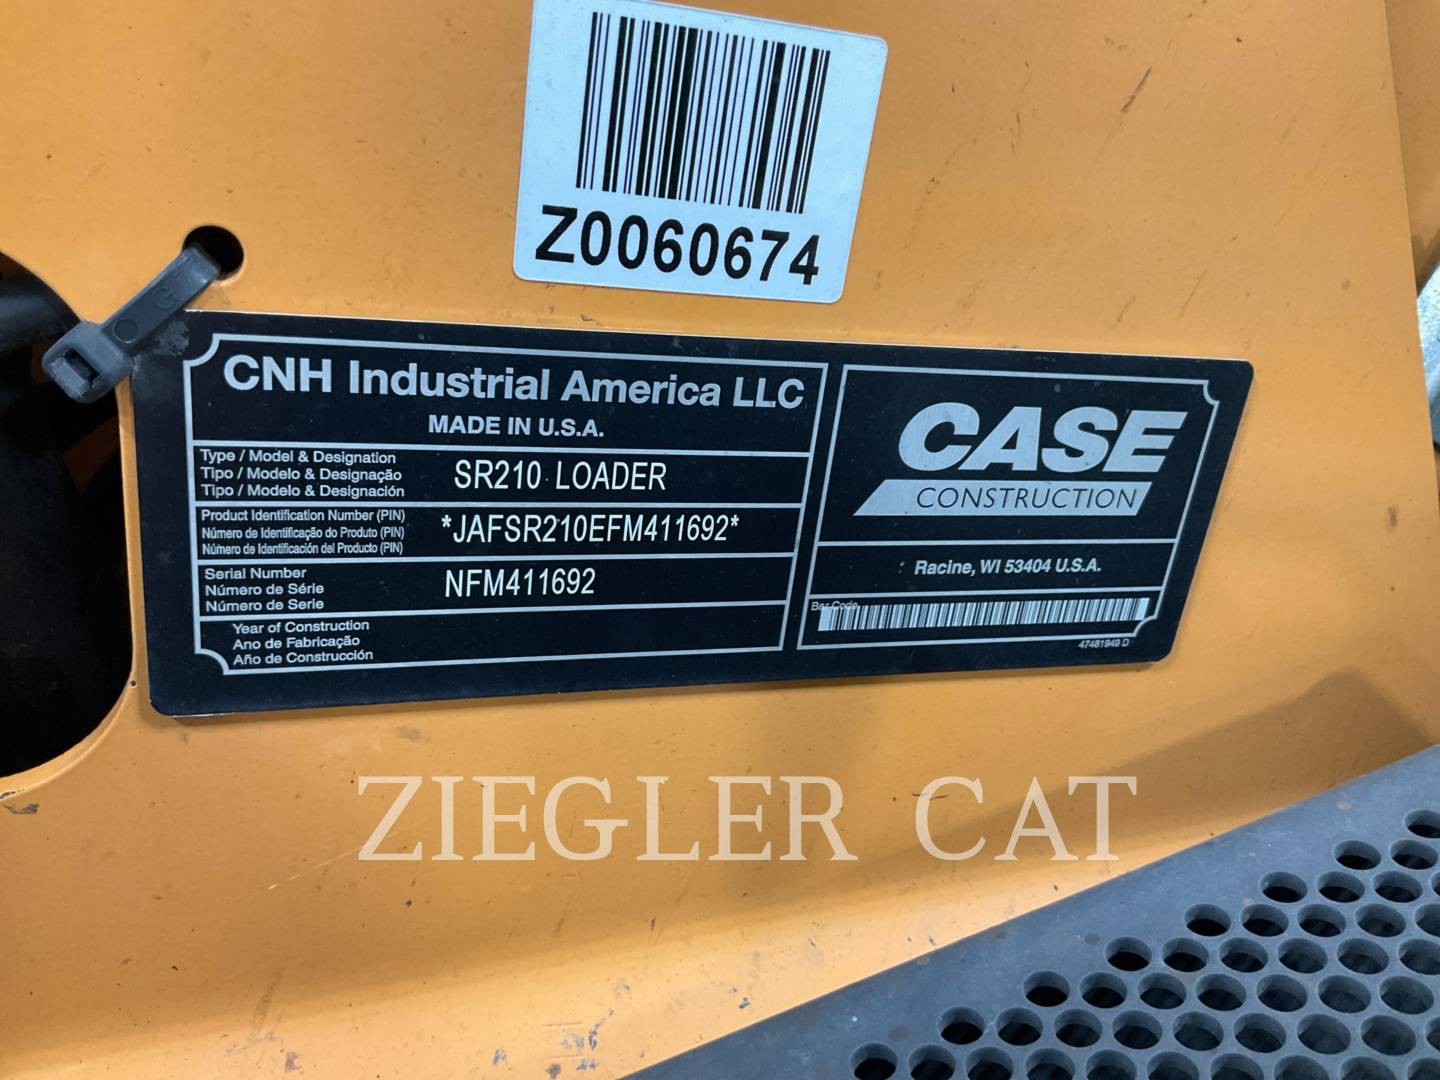 Z0060674
CNH Industrial America LLC
MADE IN U.S.A.
Type / Model & Designation
Tipo / Modelo & Designação
Tipo / Modelo & Designación
SR210 LOADER
Product Identification Number (PIN)
Número de Identificação do Produto (PIN)
Número de Identificación del Producto (PIN)
*JAFSR210EFM411692*
Serial Number
Número de Série
Número de Serie
NFM411692
Year of Construction
Ano de Fabricação
Año de Construcción
CASE
CONSTRUCTION
Racine, WI 53404 U.S.A.
Bar Code
47481949 D
ZIEGLER CAT